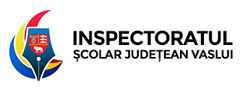 INSPECTORATUL
ȘCOLAR JUDEȚEAN VASLUI